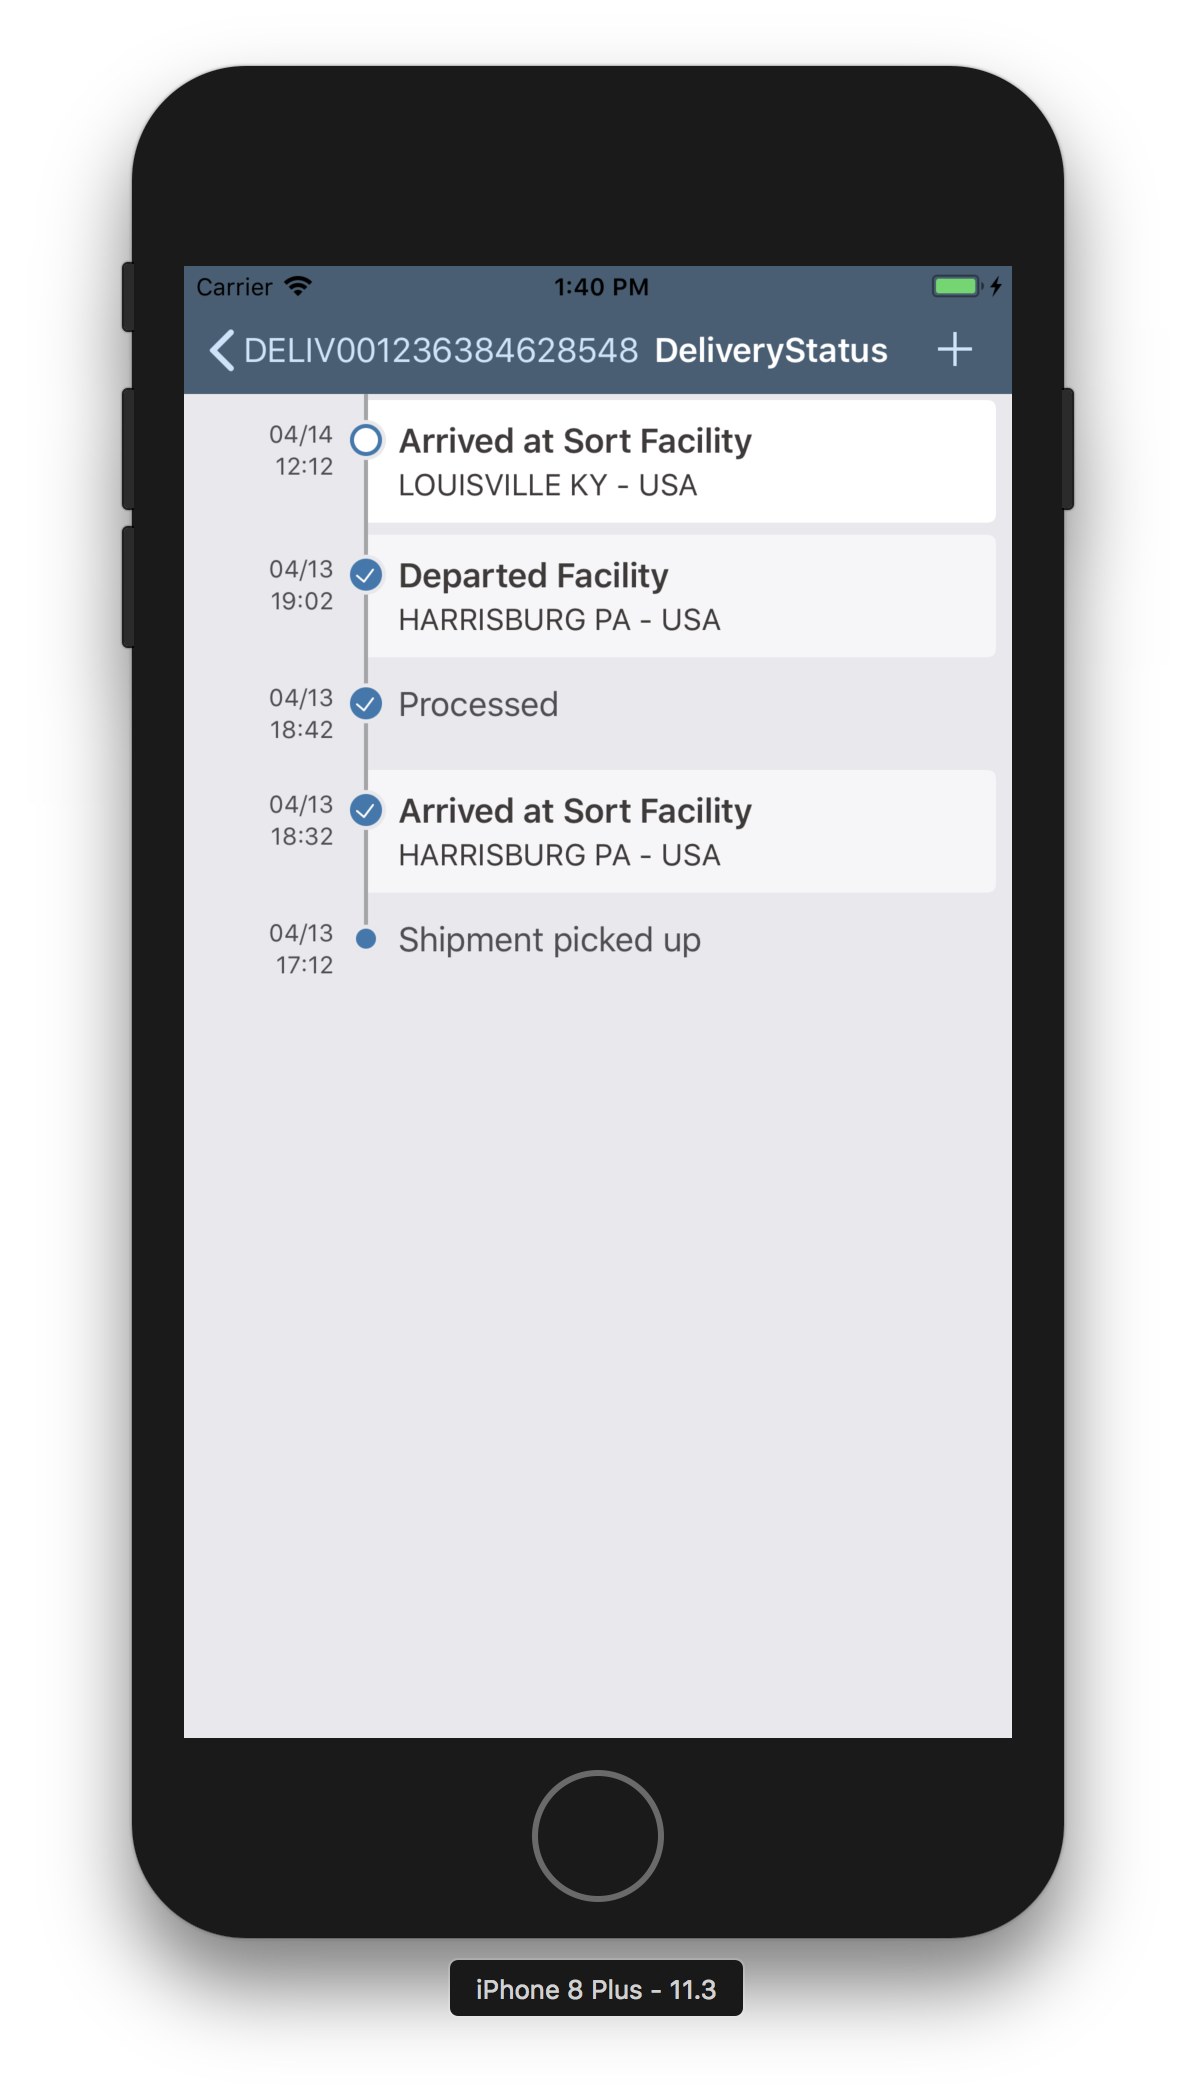 Carrier 1:40 PM
DELIV001236384628548 DeliveryStatus
04/14 Arrived at Sort Facility
12:12 LOUISVILLE KY - USA
04/13 Departed Facility
19:02 HARRISBURG PA - USA
04/13 Processed
18:42
04/13 Arrived at Sort Facility
18:32 HARRISBURG PA - USA
04/13 Shipment picked up
17:12
iPhone 8 Plus - 11.3